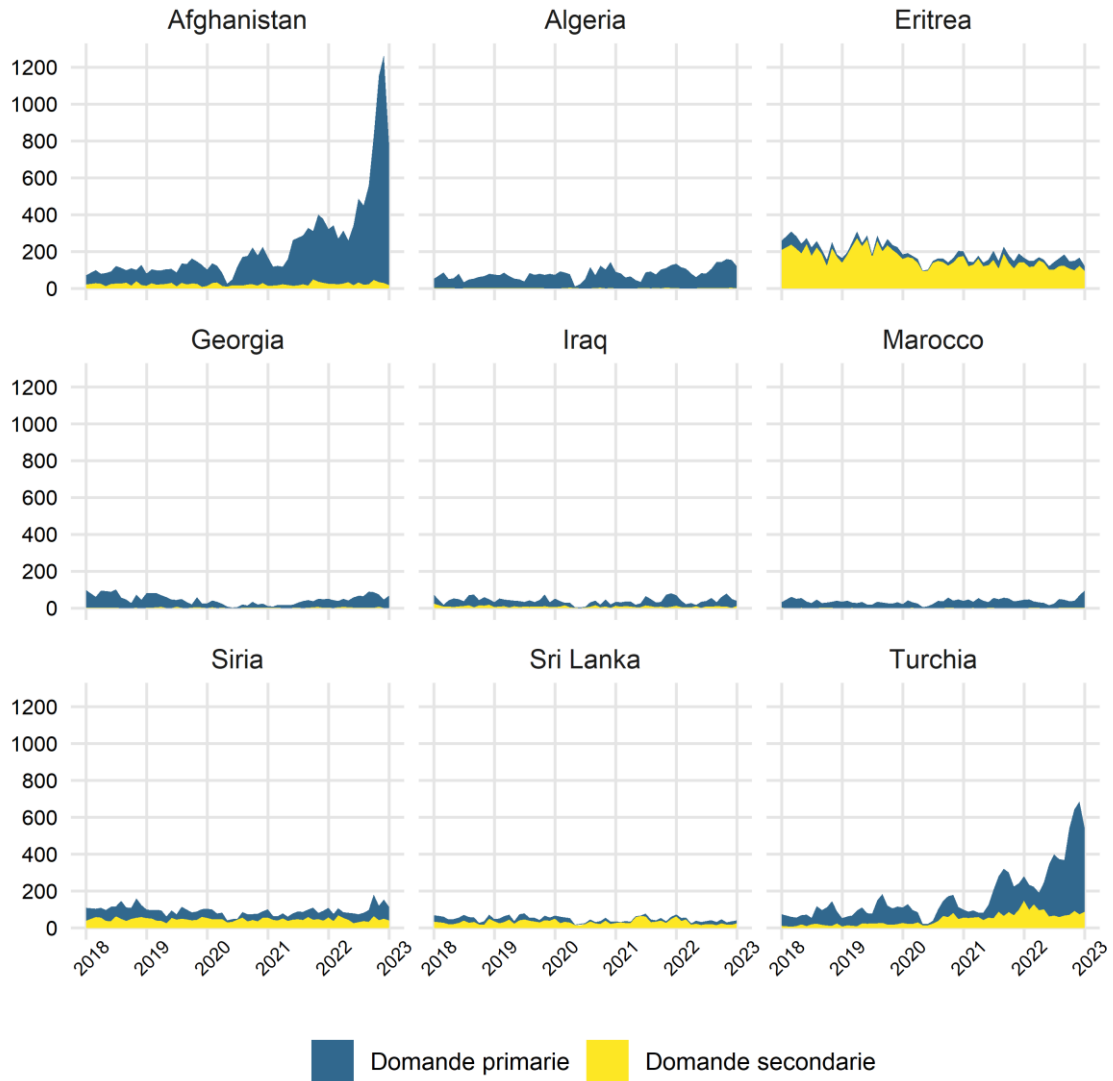 Afghanistan
Algeria
Eritrea
1200
1000
800
600
400
200
0
Georgia
Iraq
Marocco
1200
1000
800
600
400
200
0
Siria
Sri Lanka
Turchia
1200
1000
800
600
400
200
0
2018 2019 2020 2021 2022 2023
2018 2019 2020 2021 2022 2023
2018 2019 2020 2021 2022 2023
Domande primarie
Domande secondarie